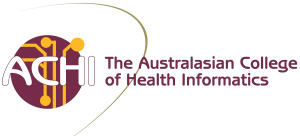 ACHI
The Australasian College
of Health Informatics